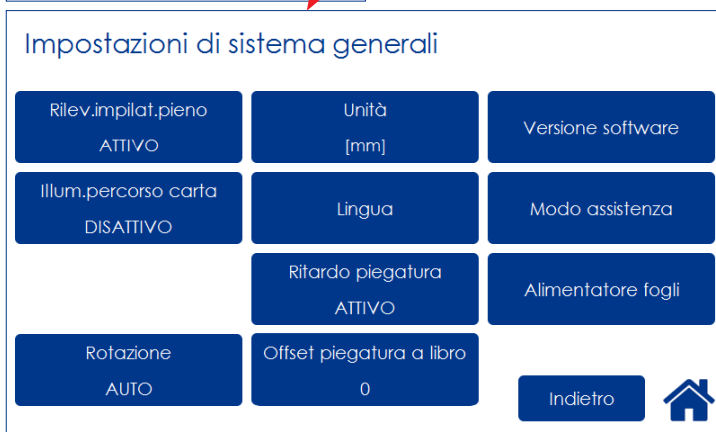 Impostazioni di sistema generali
Rilev.impilat.pieno
ATTIVO
Unità
[mm]
Versione software
Illum.percorso carta
DISATTIVO
Lingua
Modo assistenza
Ritardo piegatura
ATTIVO
Alimentatore fogli
Rotazione
AUTO
Offset piegatura a libro
0
Indietro